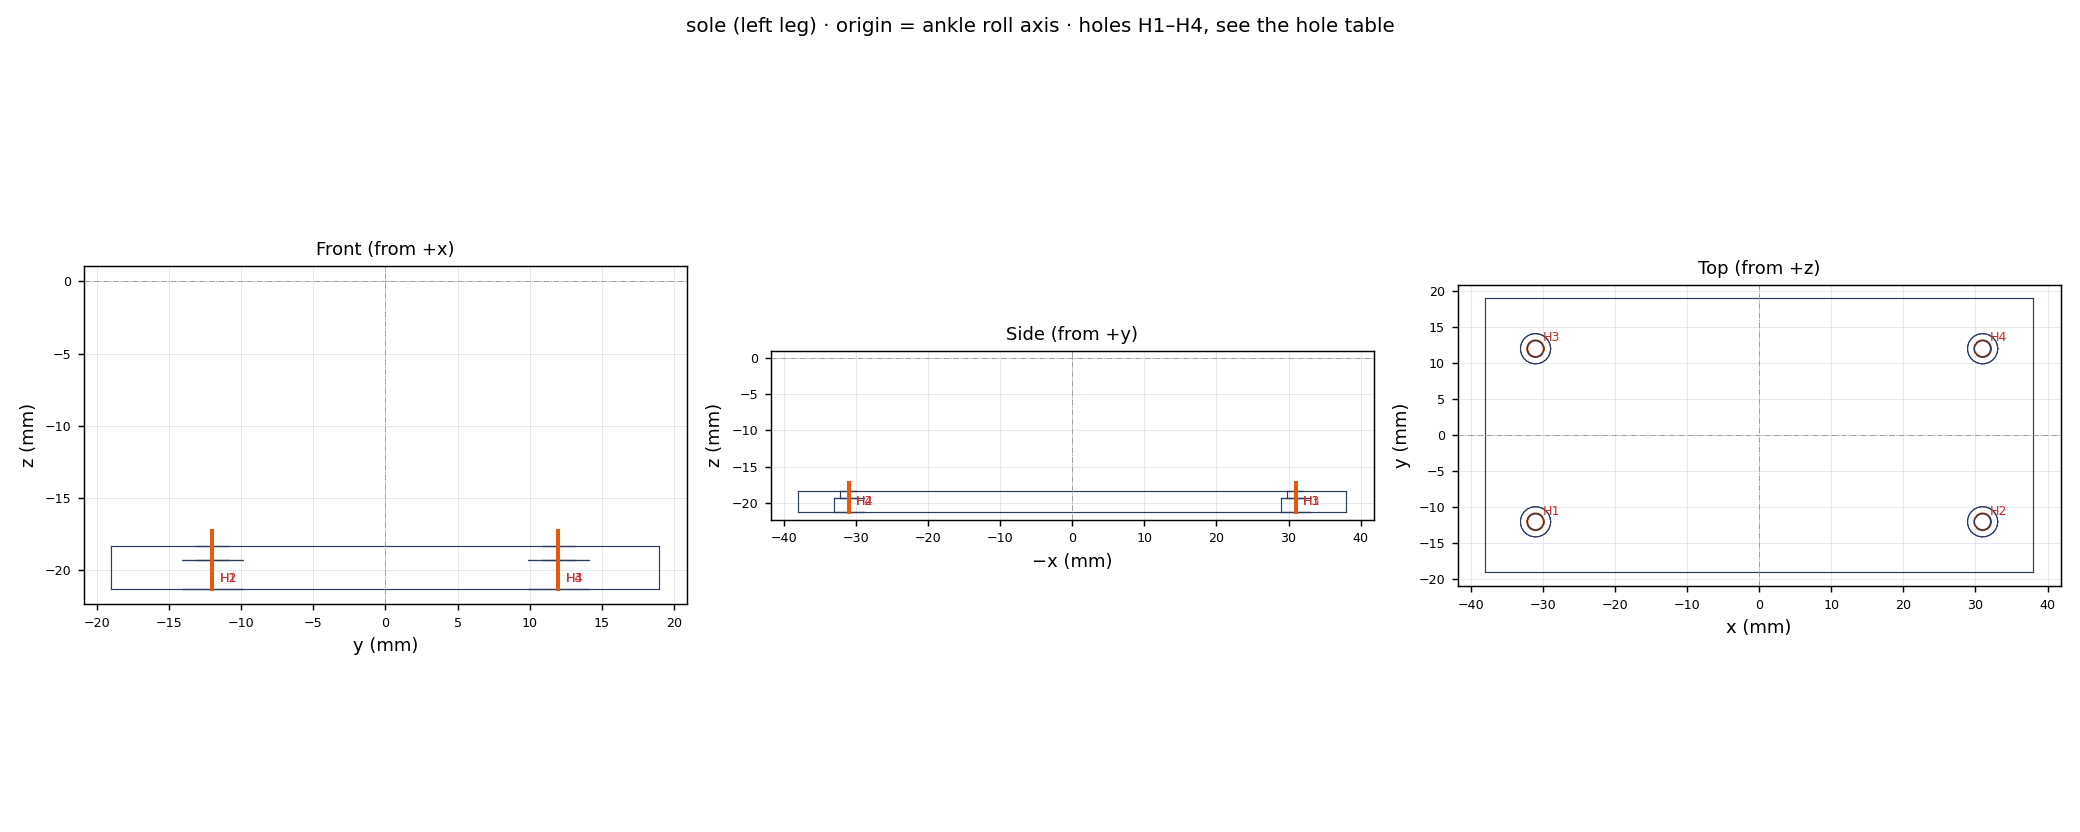 sole (left leg) · origin = ankle roll axis · holes H1–H4, see the hole table
Front (from +x)
0
−5
−10
−15
−20
z (mm)
−20 −15 −10 −5 0 5 10 15 20
y (mm)
Side (from +y)
0
−5
−10
−15
−20
z (mm)
−40 −30 −20 −10 0 10 20 30 40
−x (mm)
Top (from +z)
20
15
10
5
0
−5
−10
−15
−20
y (mm)
H3 H4
H1 H2
−40 −30 −20 −10 0 10 20 30 40
x (mm)